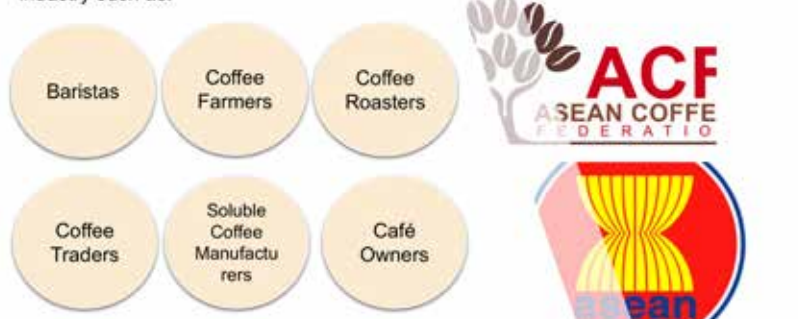 Baristas
Coffee
Farmers
Coffee
Roasters
ACF
ASEAN COFFE
FEDERATIO
Coffee
Traders
Soluble
Coffee
Manufactu
rers
Café
Owners
asean